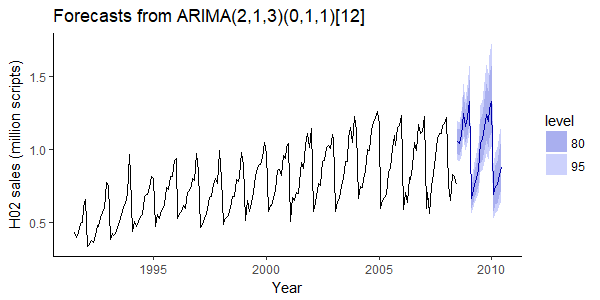 Forecasts from ARIMA(2,1,3)(0,1,1)[12]
H02 sales (million scripts)
1.5
1.0
0.5
1995
2000
2005
2010
Year
level
80
95